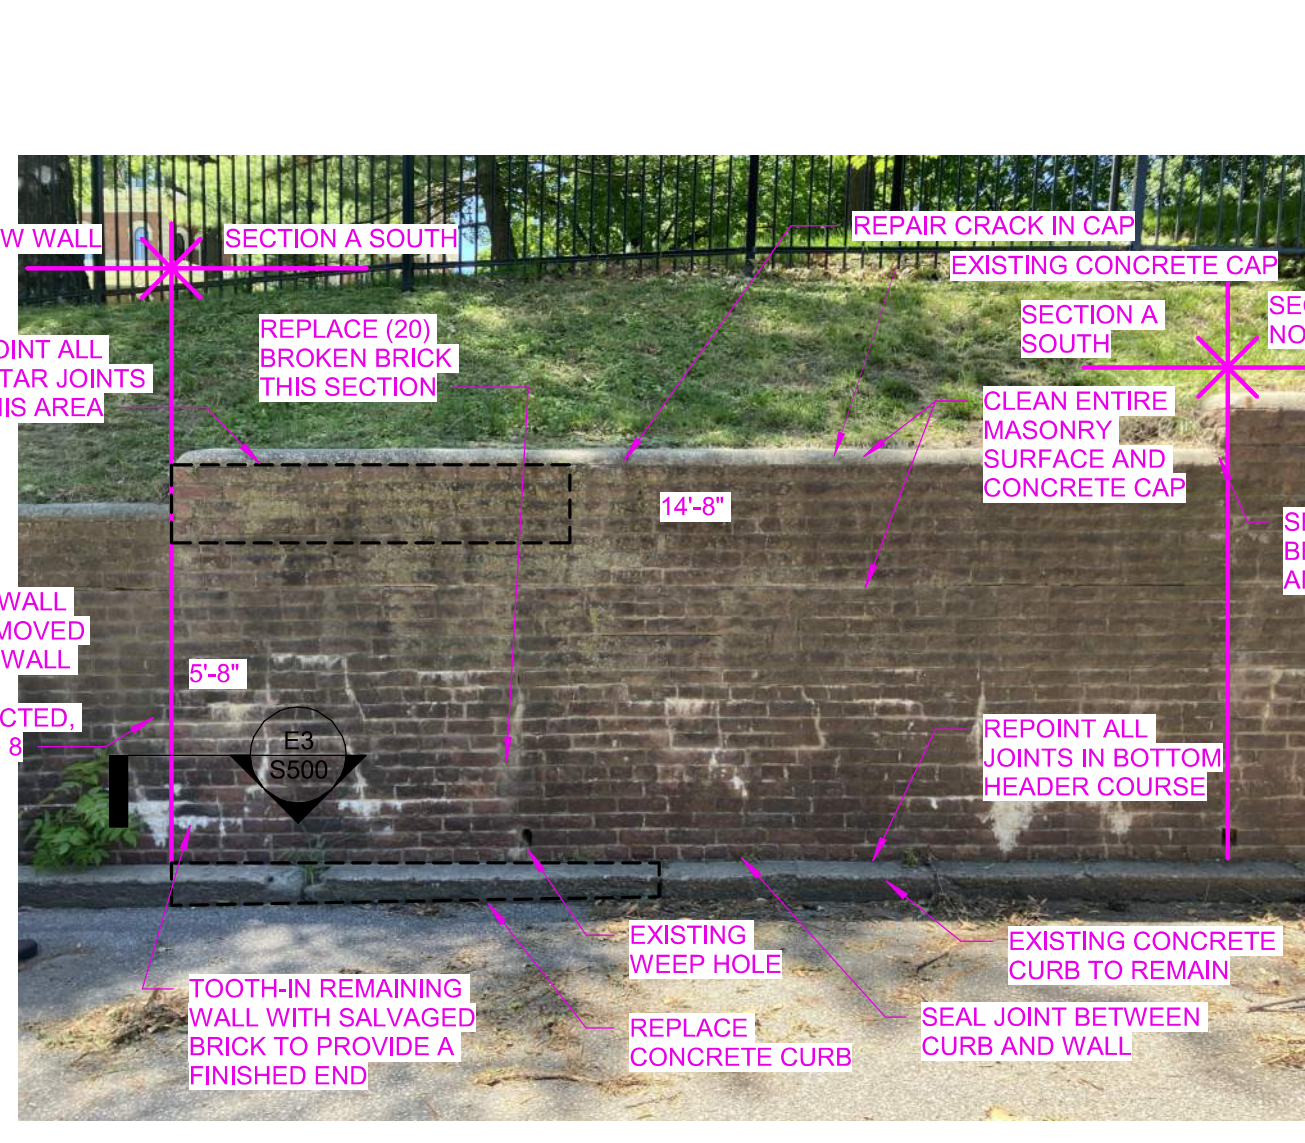 W WALL
SECTION A SOUTH
REPAIR CRACK IN CAP
EXISTING CONCRETE CAP
REPLACE (20)
BROKEN BRICK
THIS SECTION
SECTION A
SOUTH
OINT ALL
TAR JOINTS
IS AREA
CLEAN ENTIRE
MASONRY
SURFACE AND
CONCRETE CAP
14'-8"
WALL
MOVED
WALL
5'-8"
CTED,
8
E3
S500
REPOINT ALL
JOINTS IN BOTTOM
HEADER COURSE
EXISTING
WEEP HOLE
EXISTING CONCRETE
CURB TO REMAIN
TOOTH-IN REMAINING
WALL WITH SALVAGED
BRICK TO PROVIDE A
FINISHED END
REPLACE
CONCRETE CURB
SEAL JOINT BETWEEN
CURB AND WALL